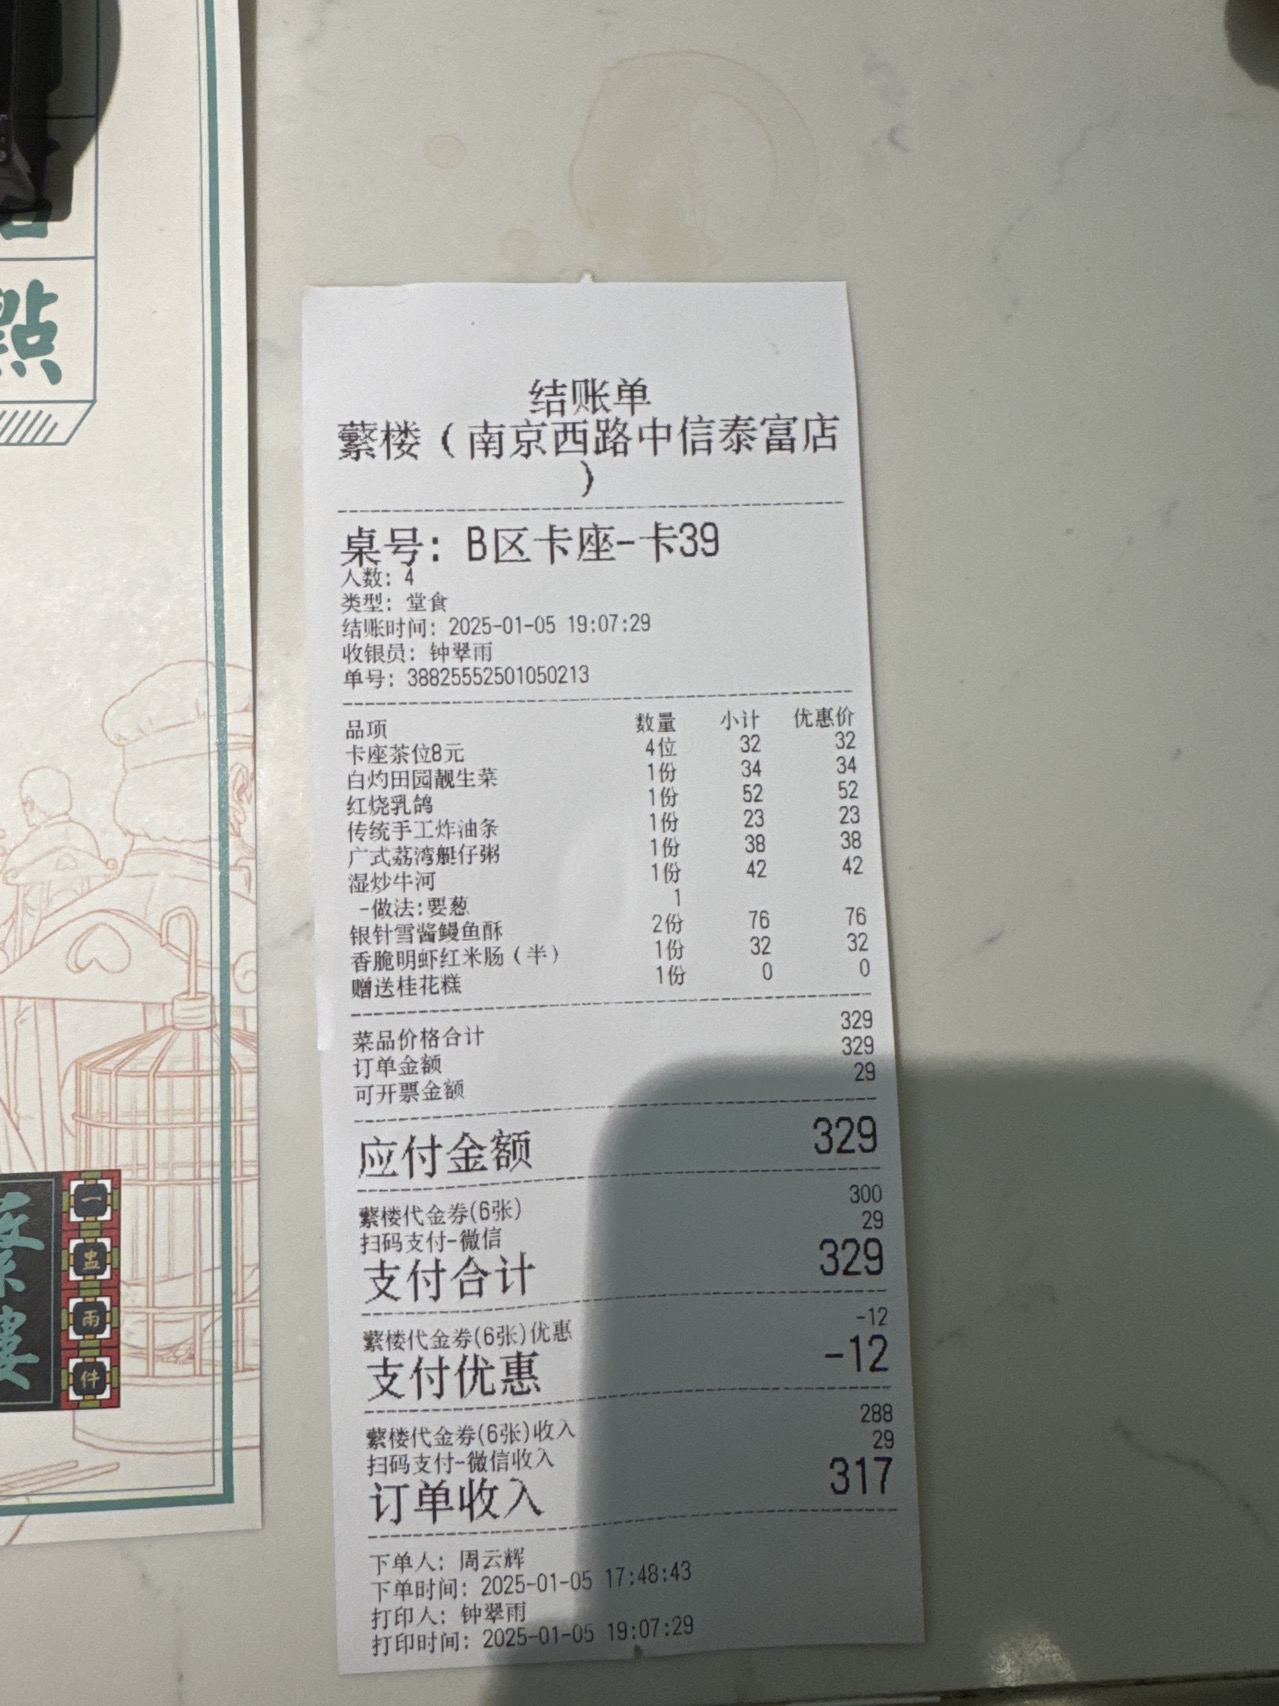 點
结账单
蘩楼（南京西路中信泰富店
）
桌号: B区卡座-卡39
人数: 4
类型: 堂食
结账时间: 2025-01-05 19:07:29
收银员: 钟翠雨
单号: 38825552501050213
品项 数量 小计 优惠价
卡座茶位8元 4位 32 32
白灼田园靓生菜 1份 34 34
红烧乳鸽 1份 52 52
传统手工炸油条 1份 23 23
广式荔湾艇仔粥 1份 38 38
湿炒牛河 1份 42 42
-做法:要葱 1
银针雪酱鳗鱼酥 2份 76 76
香脆明虾红米肠（半） 1份 32 32
赠送桂花糕 1份 0 0
菜品价格合计 329
订单金额 329
可开票金额 29
应付金额 329
蘩楼代金券(6张) 300
扫码支付-微信 29
支付合计 329
蘩楼代金券(6张)优惠 -12
支付优惠 -12
蘩楼代金券(6张)收入 288
扫码支付-微信收入 29
订单收入 317
下单人: 周云辉
下单时间: 2025-01-05 17:48:43
打印人: 钟翠雨
打印时间: 2025-01-05 19:07:29
蘩樓
一盅兩件